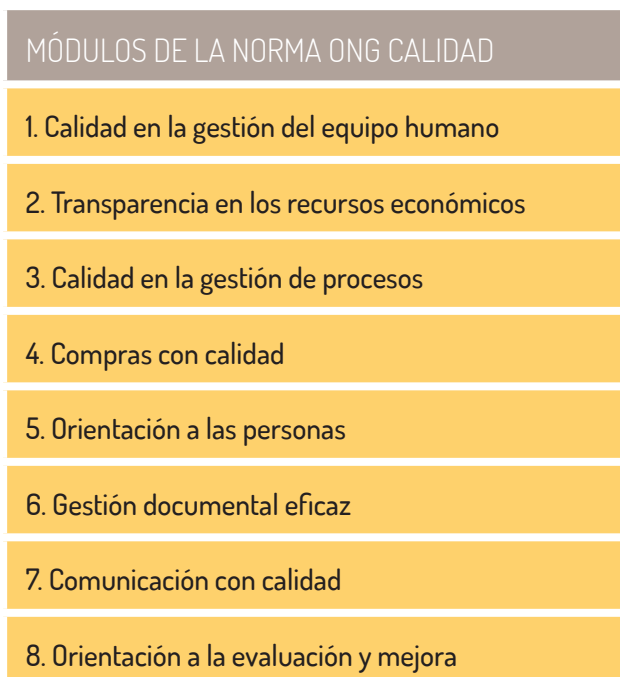 MÓDULOS DE LA NORMA ONG CALIDAD
1. Calidad en la gestión del equipo humano
2. Transparencia en los recursos económicos
3. Calidad en la gestión de procesos
4. Compras con calidad
5. Orientación a las personas
6. Gestión documental eficaz
7. Comunicación con calidad
8. Orientación a la evaluación y mejora